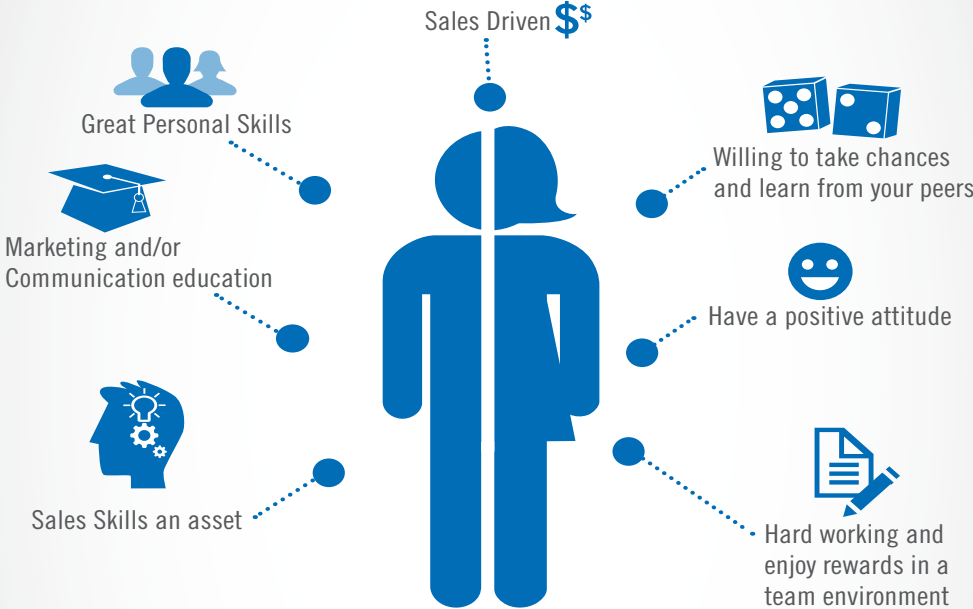 Sales Driven $$
Great Personal Skills
Marketing and/or
Communication education
Sales Skills an asset
Willing to take chances
and learn from your peers
Have a positive attitude
Hard working and
enjoy rewards in a
team environment